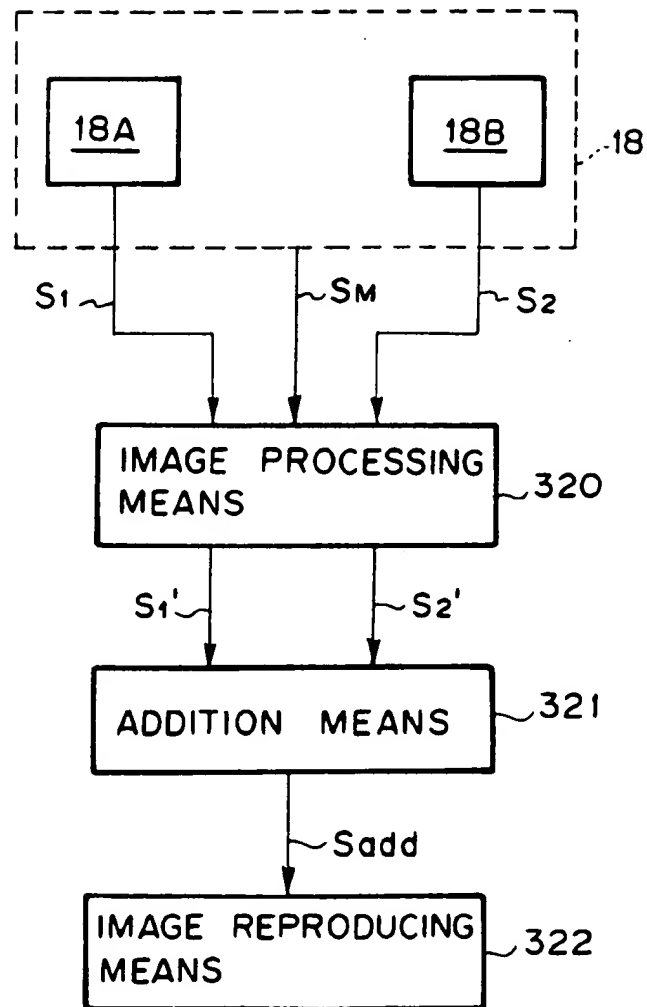 18A
18B
18
S1
SM
S2
IMAGE PROCESSING
MEANS
320
S1'
S2'
ADDITION MEANS
321
Sadd
IMAGE REPRODUCING
MEANS
322